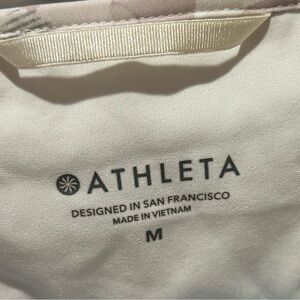 ATHLETA
DESIGNED IN SAN FRANCISCO
MADE IN VIETNAM
M